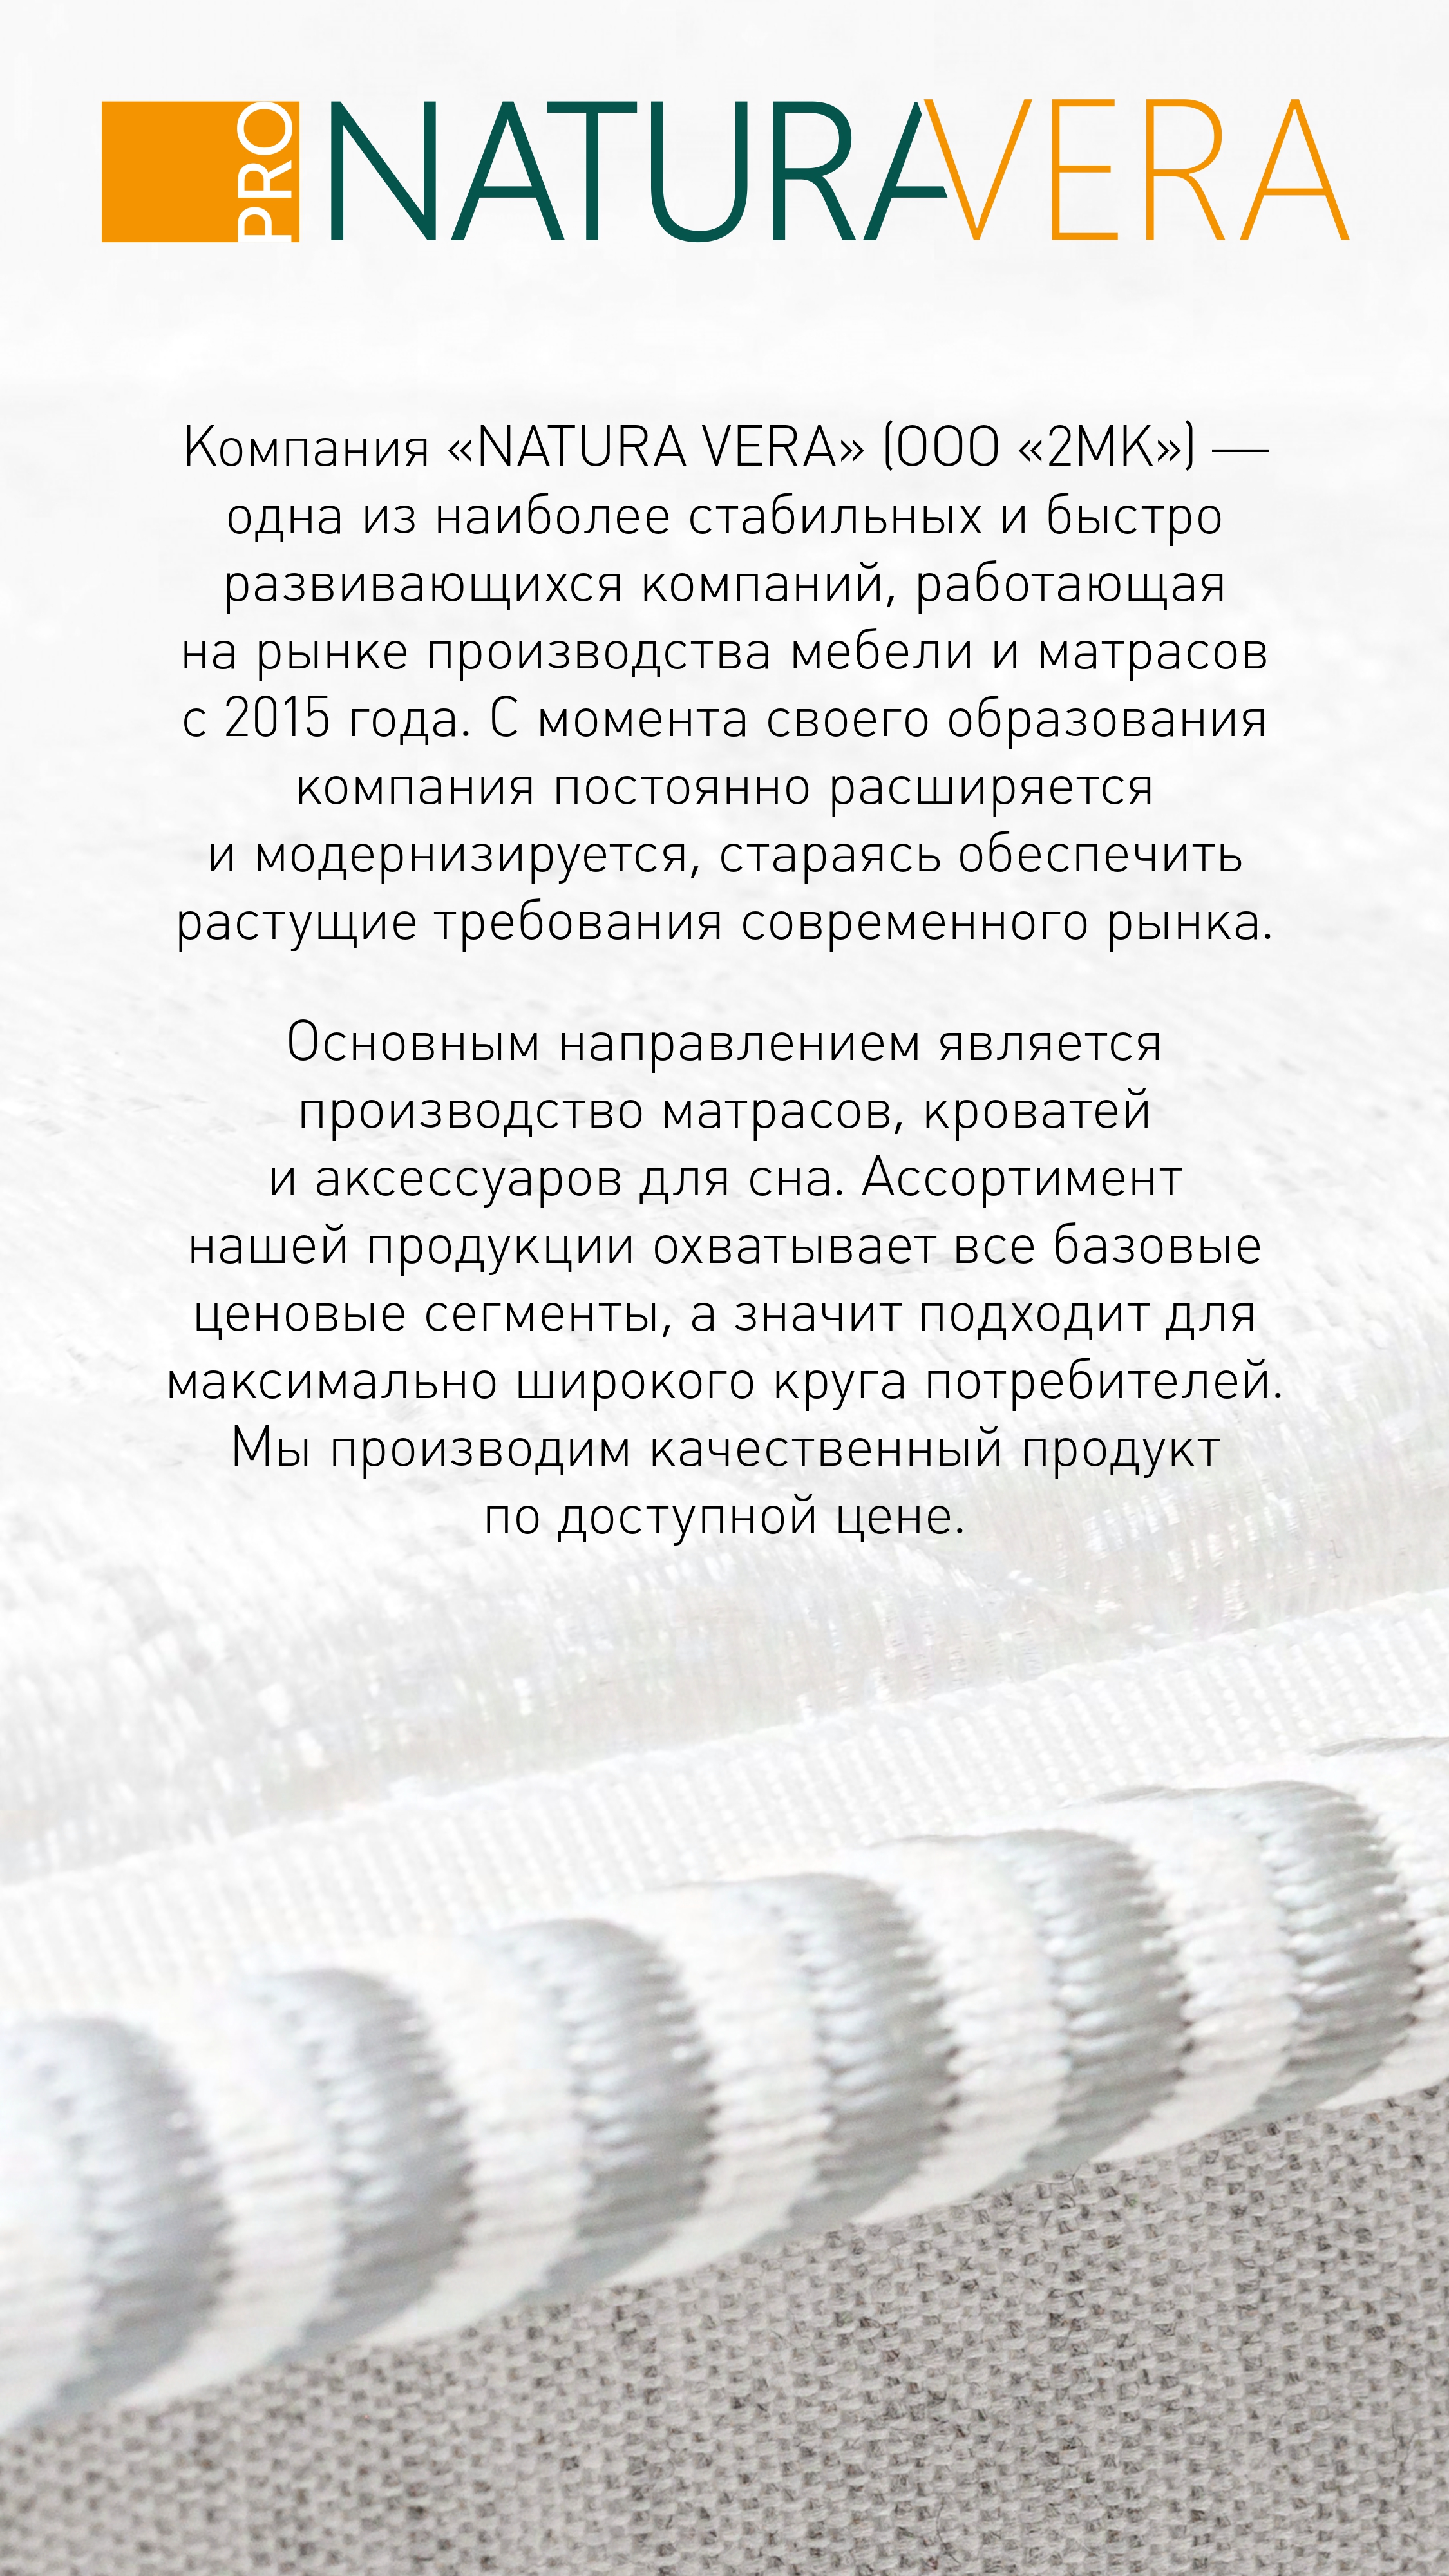 PRO NATURAVERA
Компания «NATURA VERA» (ООО «2МК») —
одна из наиболее стабильных и быстро
развивающихся компаний, работающая
на рынке производства мебели и матрасов
с 2015 года. С момента своего образования
компания постоянно расширяется
и модернизируется, стараясь обеспечить
растущие требования современного рынка.
Основным направлением является
производство матрасов, кроватей
и аксессуаров для сна. Ассортимент
нашей продукции охватывает все базовые
ценовые сегменты, а значит подходит для
максимально широкого круга потребителей.
Мы производим качественный продукт
по доступной цене.